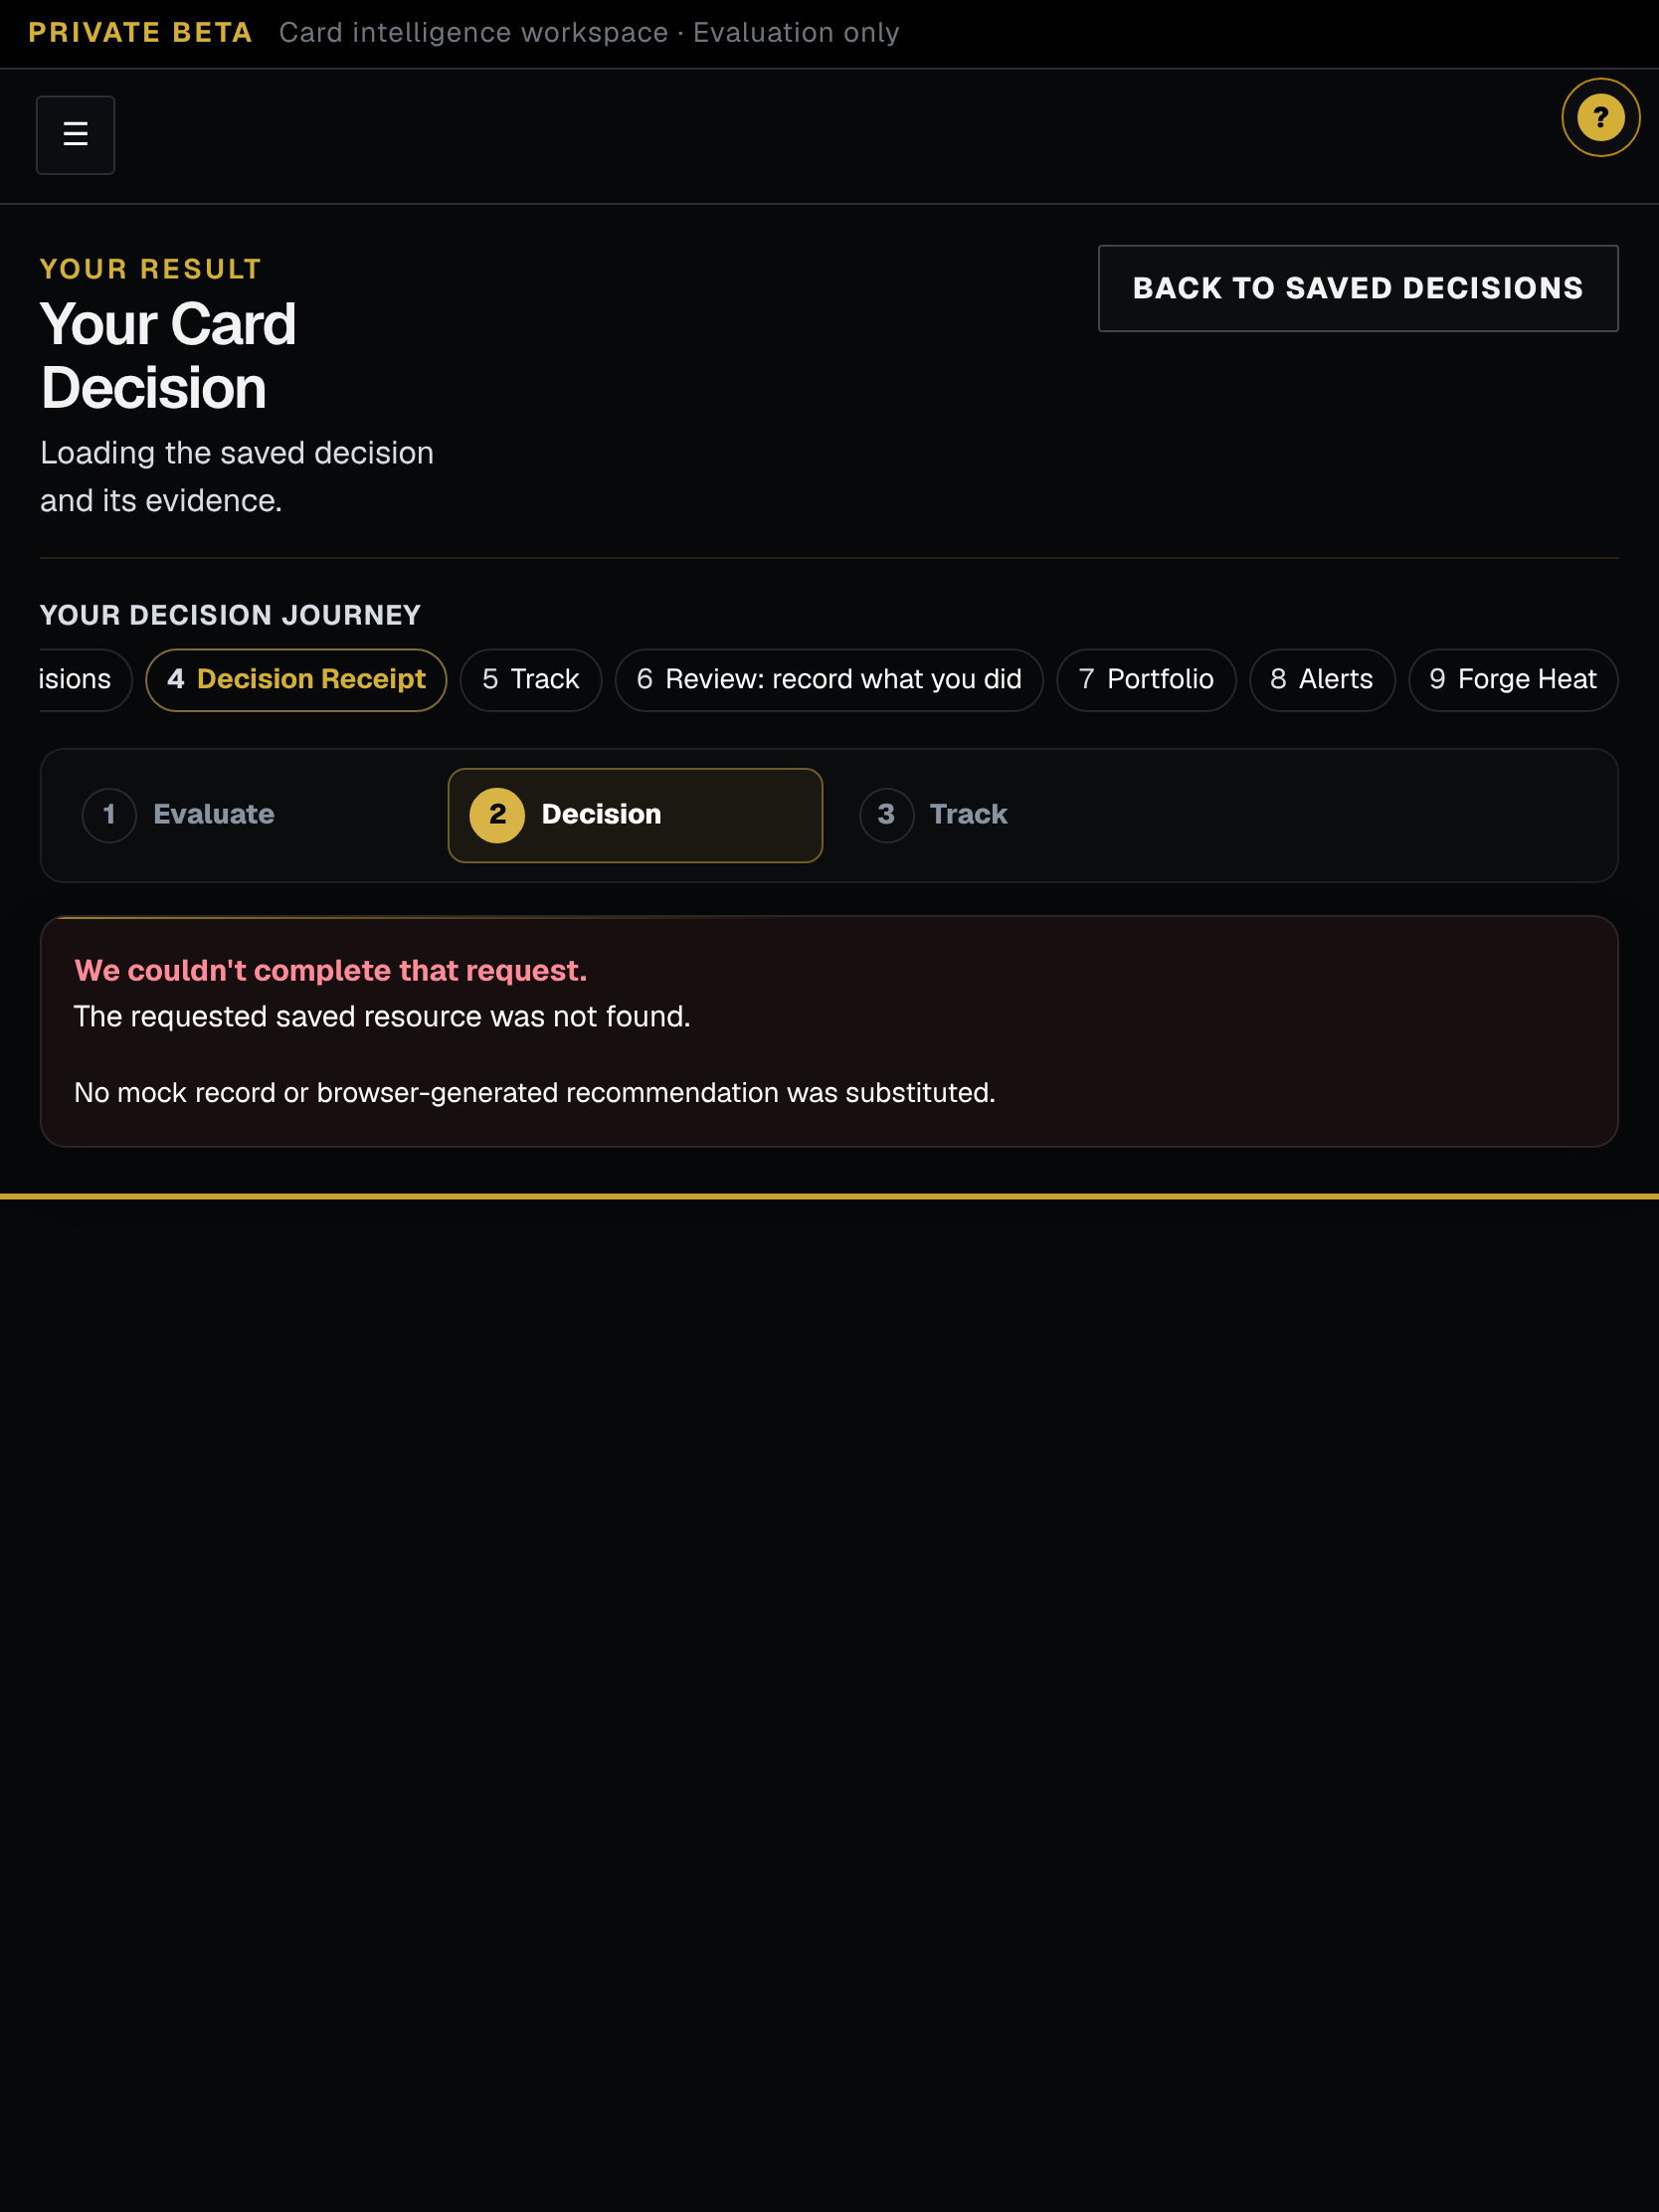 PRIVATE BETA Card intelligence workspace · Evaluation only
☰
?
YOUR RESULT
Your Card
Decision
Loading the saved decision
and its evidence.
BACK TO SAVED DECISIONS
YOUR DECISION JOURNEY
isions 4 Decision Receipt 5 Track 6 Review: record what you did 7 Portfolio 8 Alerts 9 Forge Heat
1 Evaluate 2 Decision 3 Track
We couldn't complete that request.
The requested saved resource was not found.
No mock record or browser-generated recommendation was substituted.